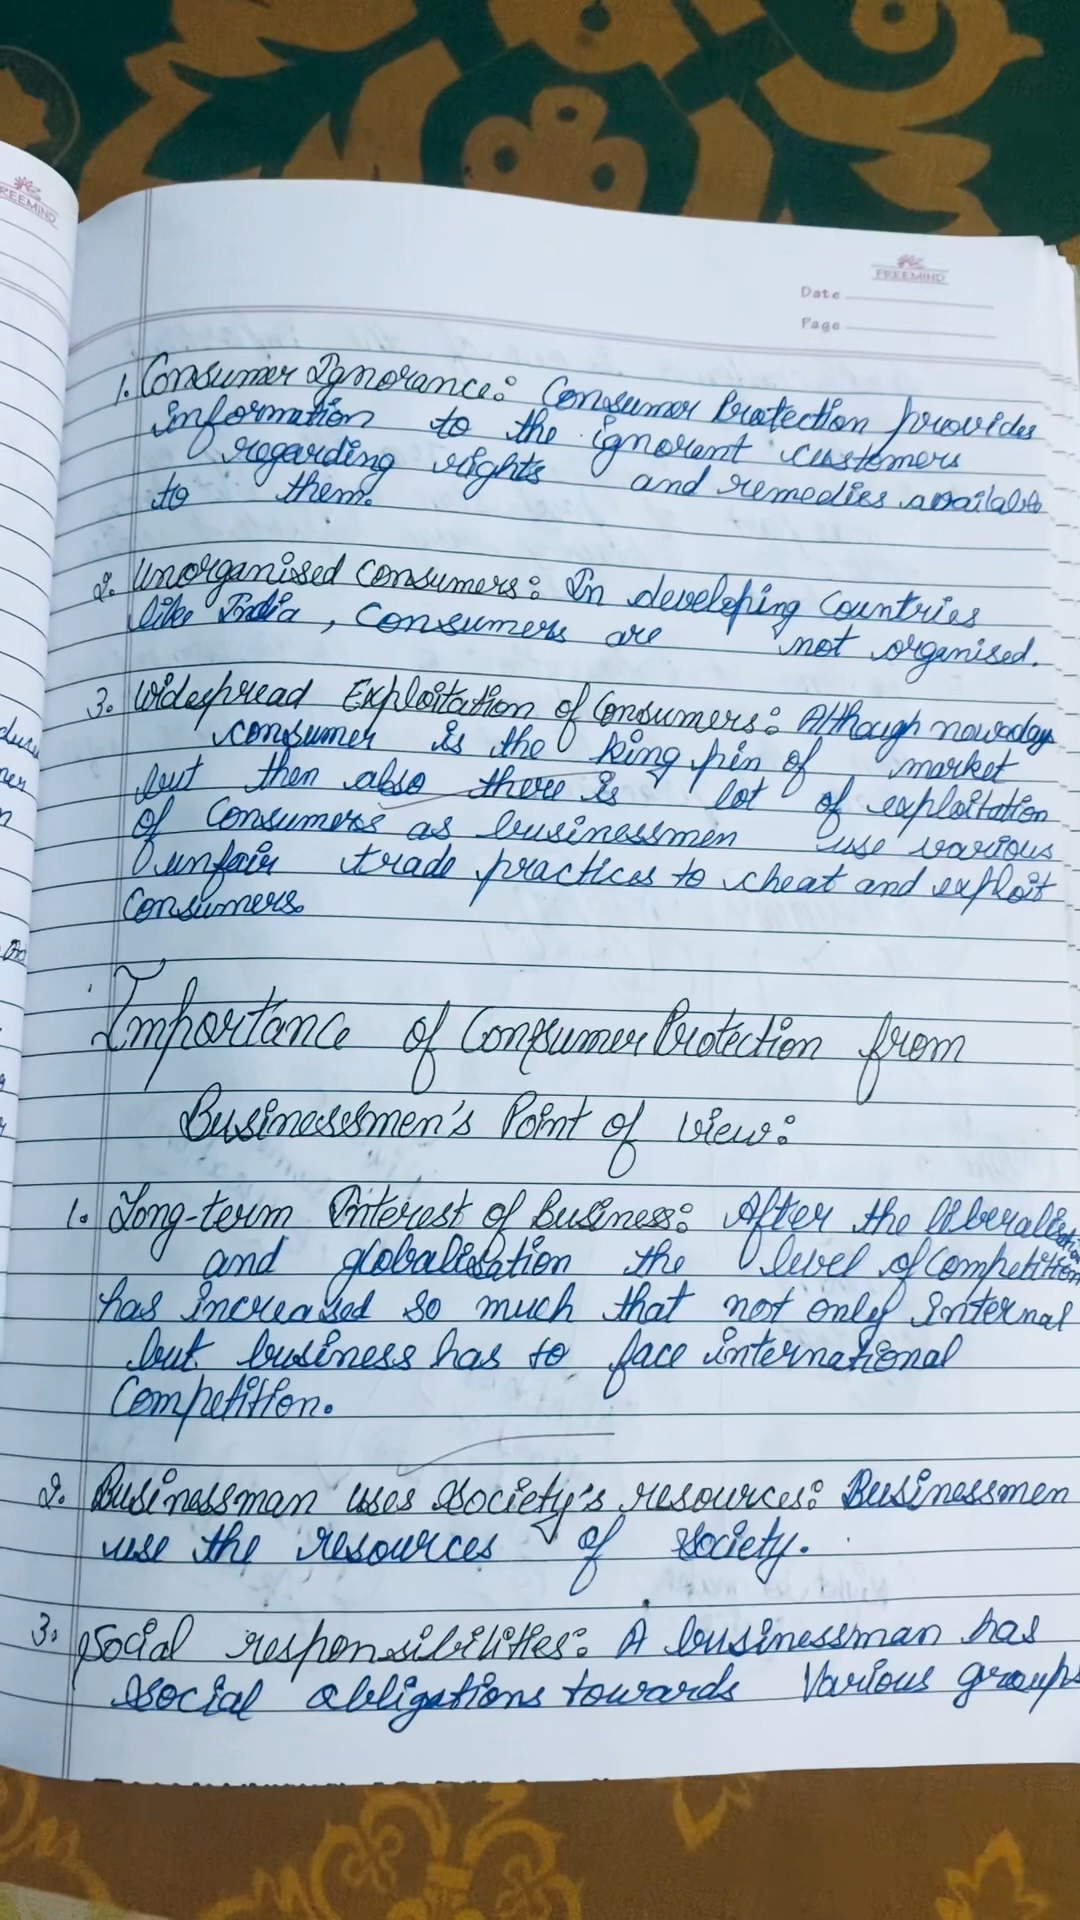 FREEMIND
FREEMIND
Date
Page
1. Consumer Ignorance: Consumer Protection provides
information to the ignorent customers
regarding rights and remedies available
to them.
2. Unorganised consumers: In developing Countries
like India, Consumers are not organised.
3. Widespread Exploitation of Consumers: Although nowaday
consumer is the king pin of market
but then also there is lot of exploitation
of Consumers as businessmen use various
unfair trade practices to cheat and exploit
Consumers.
Importance of Consumer Protection from
Businessmen's Point of view:
1. Long-term Interest of Business: After the liberalisation
and globalisation the level of Competition
has increased so much that not only internal
but business has to face international
Competition.
2. Businessman uses society's resources: Businessmen
use the resources of society.
3. Social responsibilities: A businessman has
social obligations towards Various groups